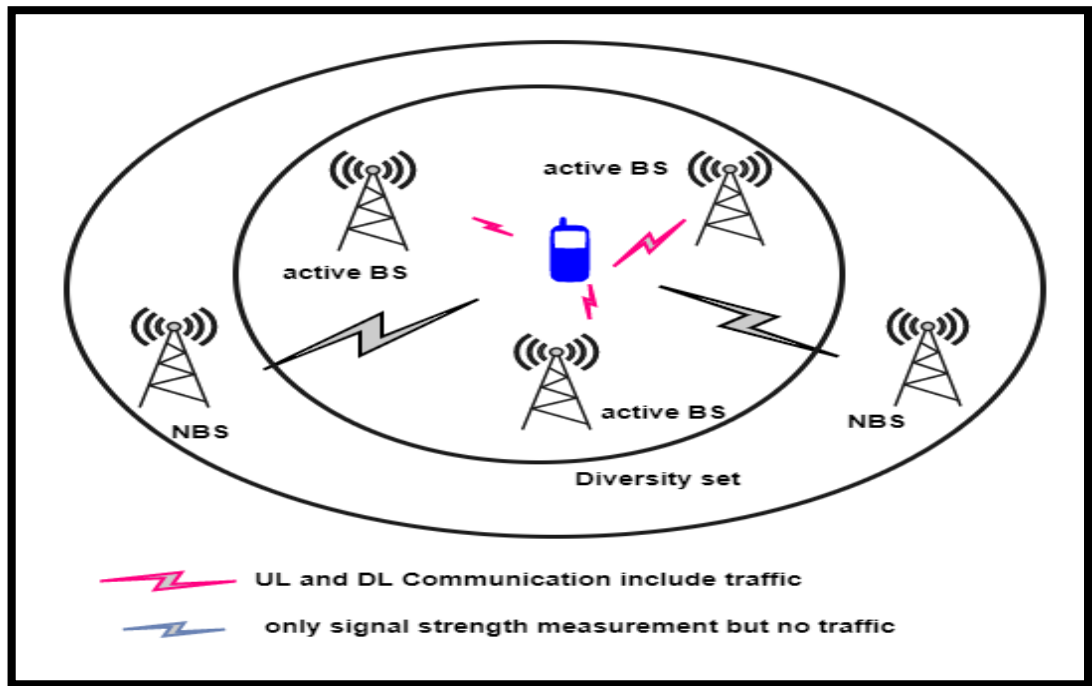 active BS
active BS
active BS
NBS
NBS
Diversity set
UL and DL Communication include traffic
only signal strength measurement but no traffic